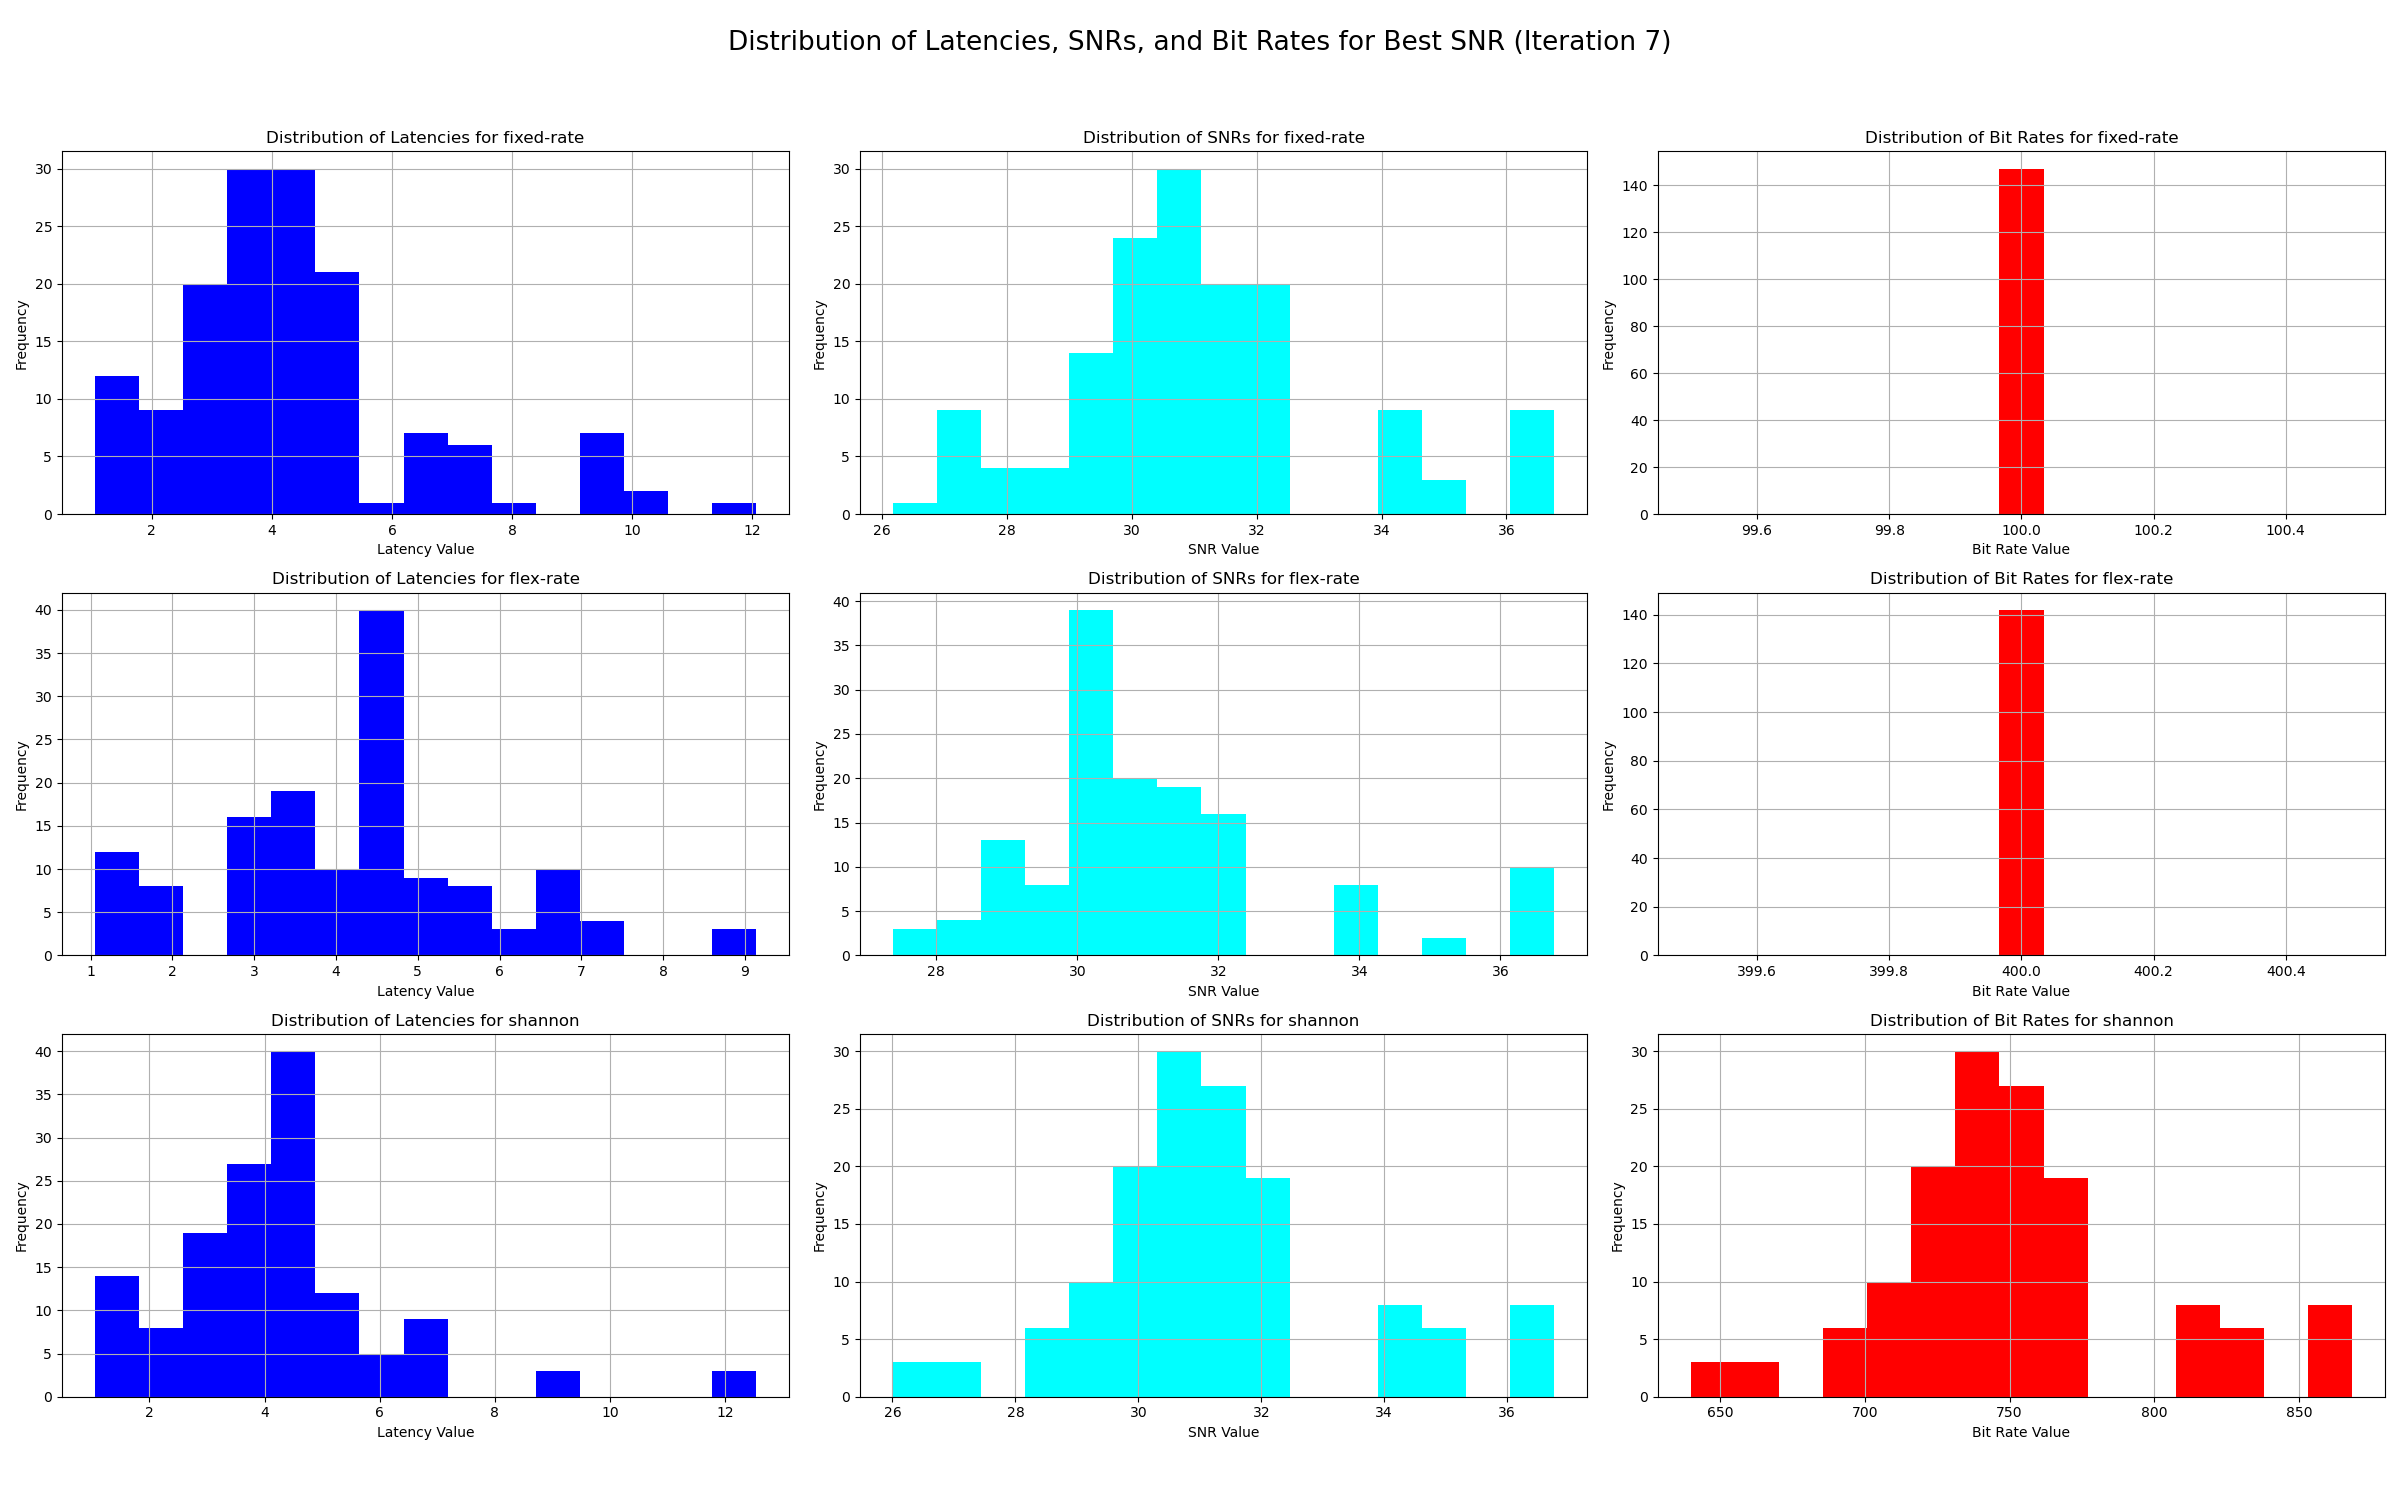 Distribution of Latencies, SNRs, and Bit Rates for Best SNR (Iteration 7)
Distribution of Latencies for fixed-rate
30
25
20
15
10
5
0
Frequency
2 4 6 8 10 12
Latency Value
Distribution of SNRs for fixed-rate
30
25
20
15
10
5
0
Frequency
26 28 30 32 34 36
SNR Value
Distribution of Bit Rates for fixed-rate
140
120
100
80
60
40
20
0
Frequency
99.6 99.8 100.0 100.2 100.4
Bit Rate Value
Distribution of Latencies for flex-rate
40
35
30
25
20
15
10
5
0
Frequency
1 2 3 4 5 6 7 8 9
Latency Value
Distribution of SNRs for flex-rate
40
35
30
25
20
15
10
5
0
Frequency
28 30 32 34 36
SNR Value
Distribution of Bit Rates for flex-rate
140
120
100
80
60
40
20
0
Frequency
399.6 399.8 400.0 400.2 400.4
Bit Rate Value
Distribution of Latencies for shannon
40
35
30
25
20
15
10
5
0
Frequency
2 4 6 8 10 12
Latency Value
Distribution of SNRs for shannon
30
25
20
15
10
5
0
Frequency
26 28 30 32 34 36
SNR Value
Distribution of Bit Rates for shannon
30
25
20
15
10
5
0
Frequency
650 700 750 800 850
Bit Rate Value